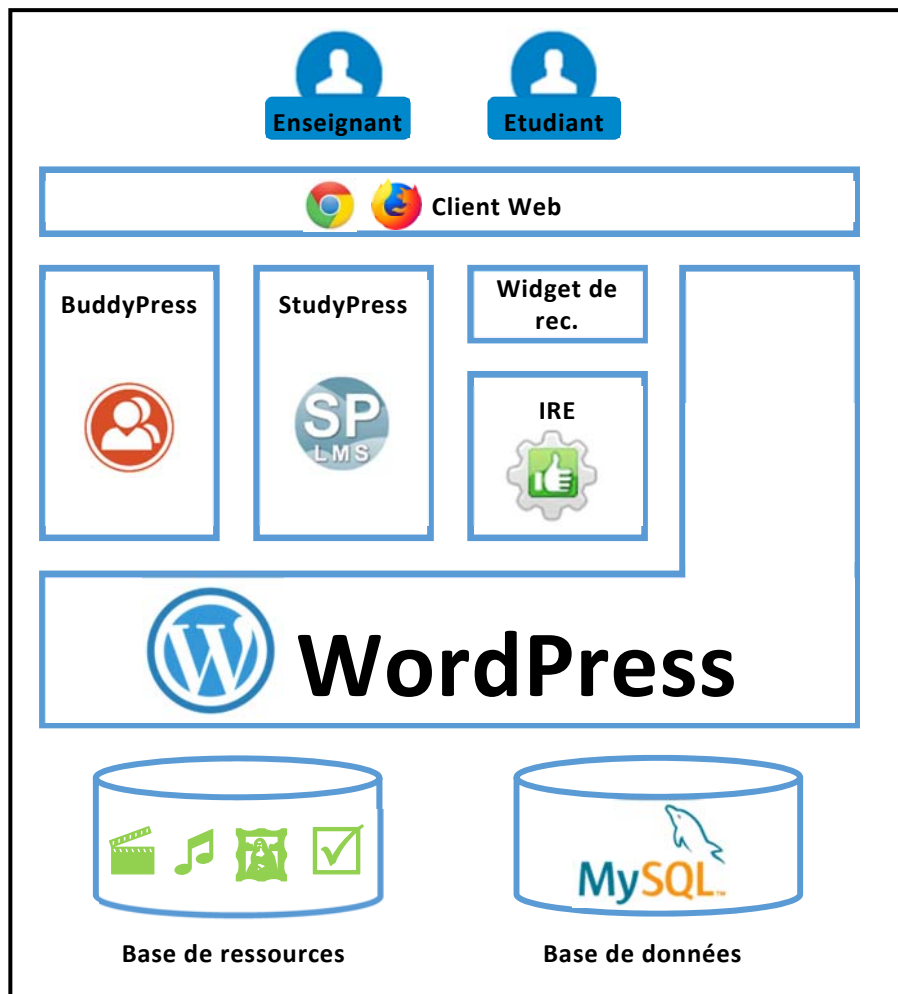 Enseignant
Etudiant
Client Web
BuddyPress
StudyPress
Widget de
rec.
SP
LMS
IRE
W
WordPress
MySQL™
Base de ressources
Base de données